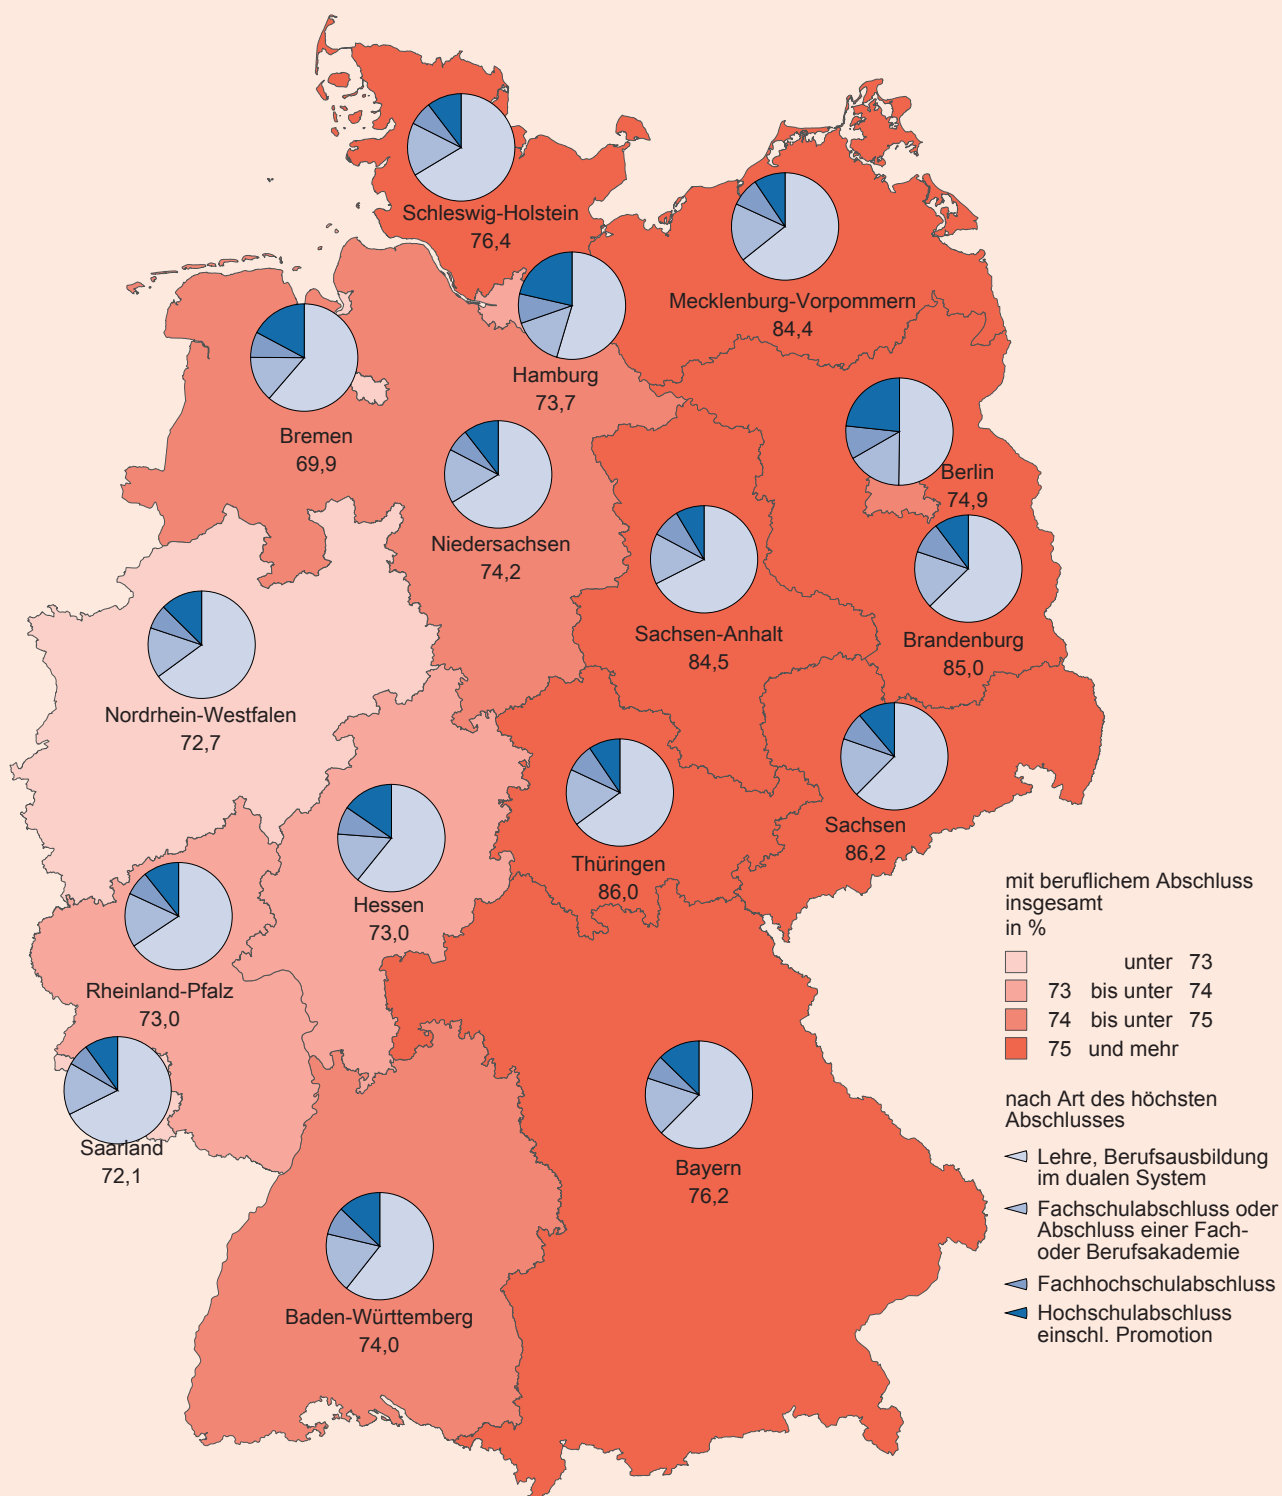 Schleswig-Holstein
76,4
Mecklenburg-Vorpommern
84,4
Hamburg
73,7
Bremen
69,9
Berlin
74,9
Niedersachsen
74,2
Sachsen-Anhalt
84,5
Brandenburg
85,0
Nordrhein-Westfalen
72,7
Sachsen
86,2
Thüringen
86,0
Hessen
73,0
Rheinland-Pfalz
73,0
Saarland
72,1
Bayern
76,2
Baden-Württemberg
74,0
mit beruflichem Abschluss
insgesamt
in %
unter 73
73 bis unter 74
74 bis unter 75
75 und mehr
nach Art des höchsten
Abschlusses
Lehre, Berufsausbildung
im dualen System
Fachschulabschluss oder
Abschluss einer Fach-
oder Berufsakademie
Fachhochschulabschluss
Hochschulabschluss
einschl. Promotion